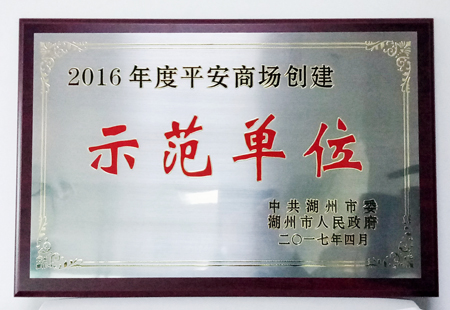 2016年度平安商场创建
示范单位
中共湖州市委
湖州市人民政府
二〇一七年四月